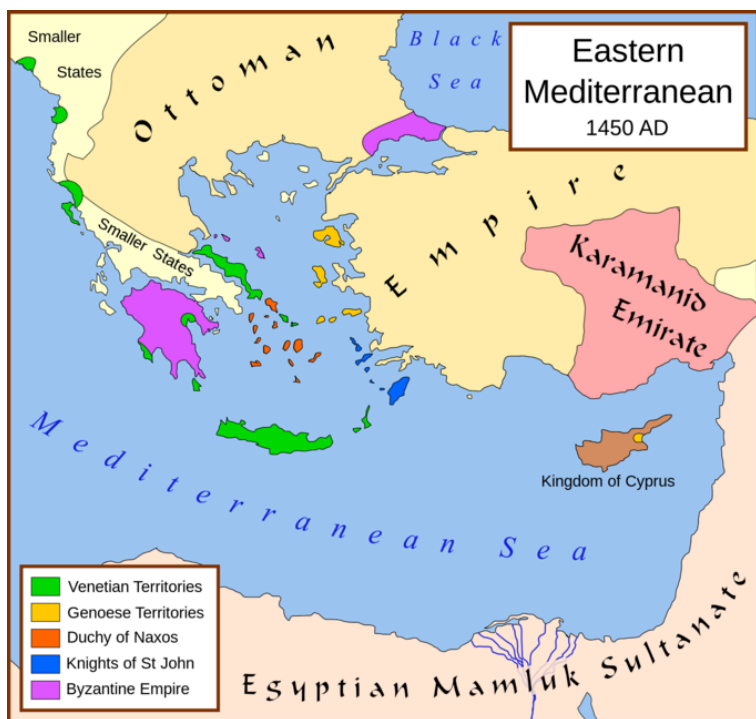 Smaller
States
Ottoman
Empire
Black
Sea
Eastern
Mediterranean
1450 AD
Smaller States
Karamanid
Emirate
Mediterranean Sea
Kingdom of Cyprus
Venetian Territories
Genoese Territories
Duchy of Naxos
Knights of St John
Byzantine Empire
Egyptian Mamluk Sultanate